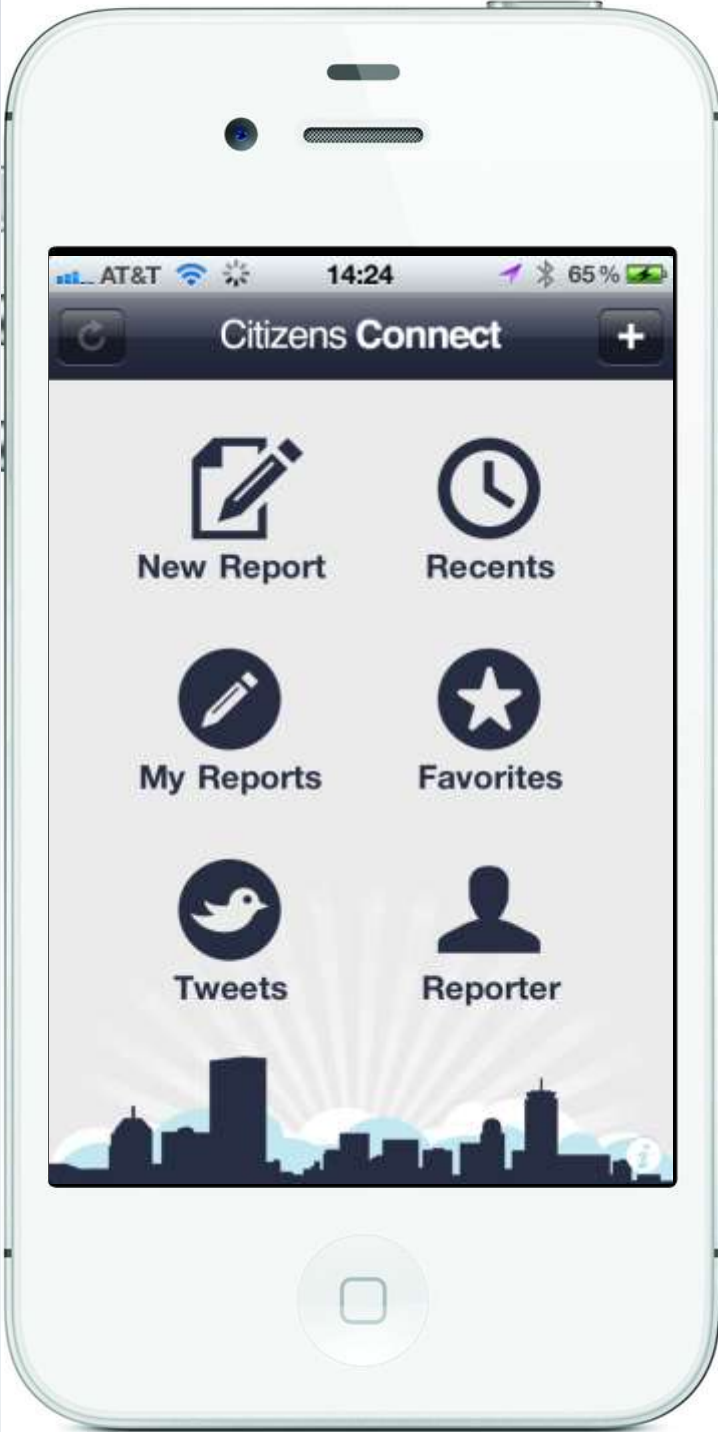 AT&T 14:24 65%
Citizens Connect +
New Report Recents
My Reports Favorites
Tweets Reporter
i